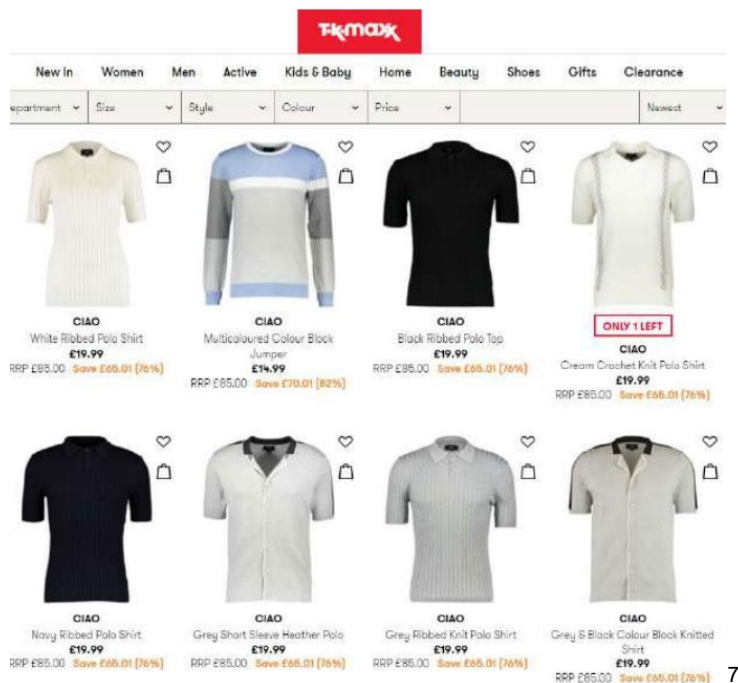 TK Maxx
New In Women Men Active Kids & Baby Home Beauty Shoes Gifts Clearance
epartment Size Style Colour Price Newest
CIAO
White Ribbed Polo Shirt
£19.99
RRP £85.00 Save £65.01 (76%)
CIAO
Multicoloured Colour Block
Jumper
£14.99
RRP £85.00 Save £70.01 (82%)
CIAO
Black Ribbed Polo Top
£19.99
RRP £85.00 Save £65.01 (76%)
ONLY 1 LEFT
CIAO
Cream Crochet Knit Polo Shirt
£19.99
RRP £85.00 Save £65.01 (76%)
CIAO
Navy Ribbed Polo Shirt
£19.99
RRP £85.00 Save £65.01 (76%)
CIAO
Grey Short Sleeve Heather Polo
£19.99
RRP £85.00 Save £65.01 (76%)
CIAO
Grey Ribbed Knit Polo Shirt
£19.99
RRP £85.00 Save £65.01 (76%)
CIAO
Grey & Black Colour Block Knitted
Shirt
£19.99
RRP £85.00 Save £65.01 (76%)
7